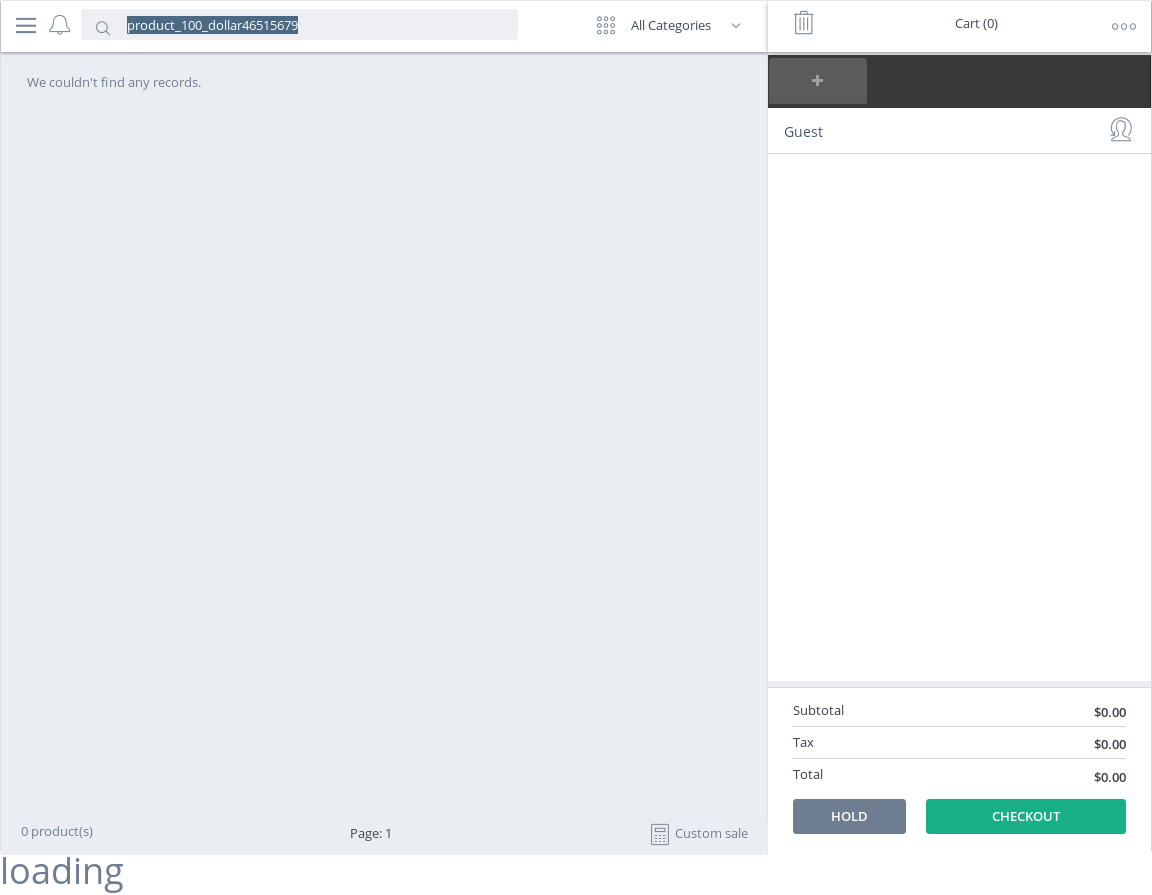 product_100_dollar46515679
All Categories
Cart (0)
We couldn't find any records.
Guest
Subtotal
$0.00
Tax
$0.00
Total
$0.00
HOLD
CHECKOUT
0 product(s)
Page: 1
Custom sale
loading